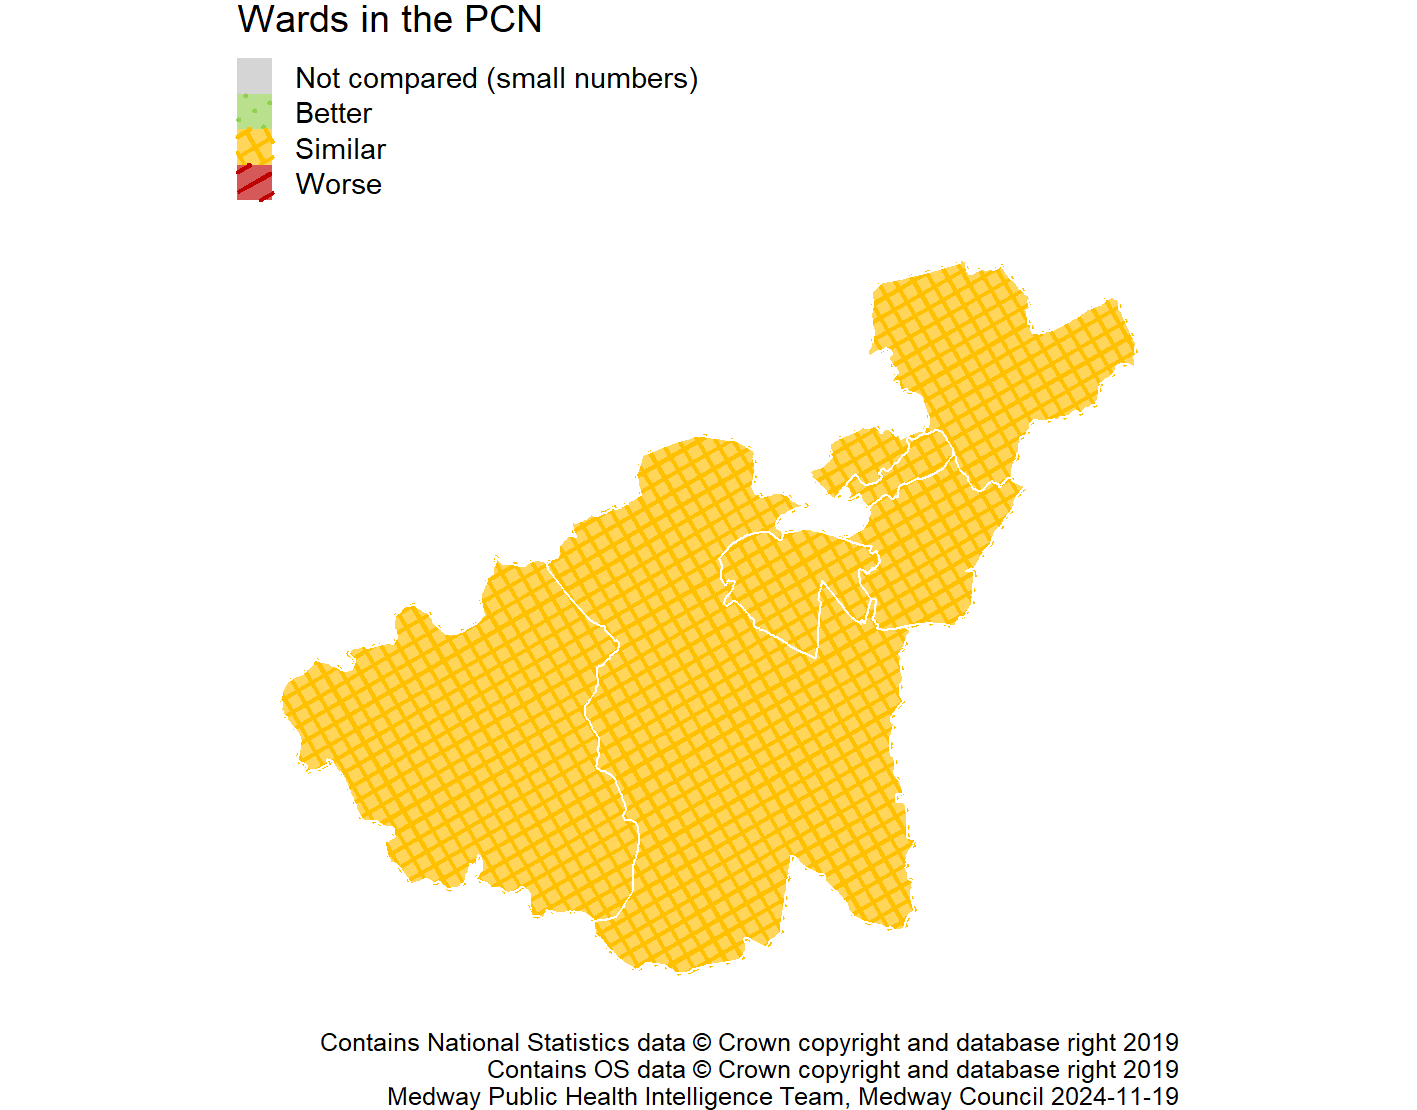 Wards in the PCN
Not compared (small numbers)
Better
Similar
Worse
Contains National Statistics data © Crown copyright and database right 2019
Contains OS data © Crown copyright and database right 2019
Medway Public Health Intelligence Team, Medway Council 2024-11-19